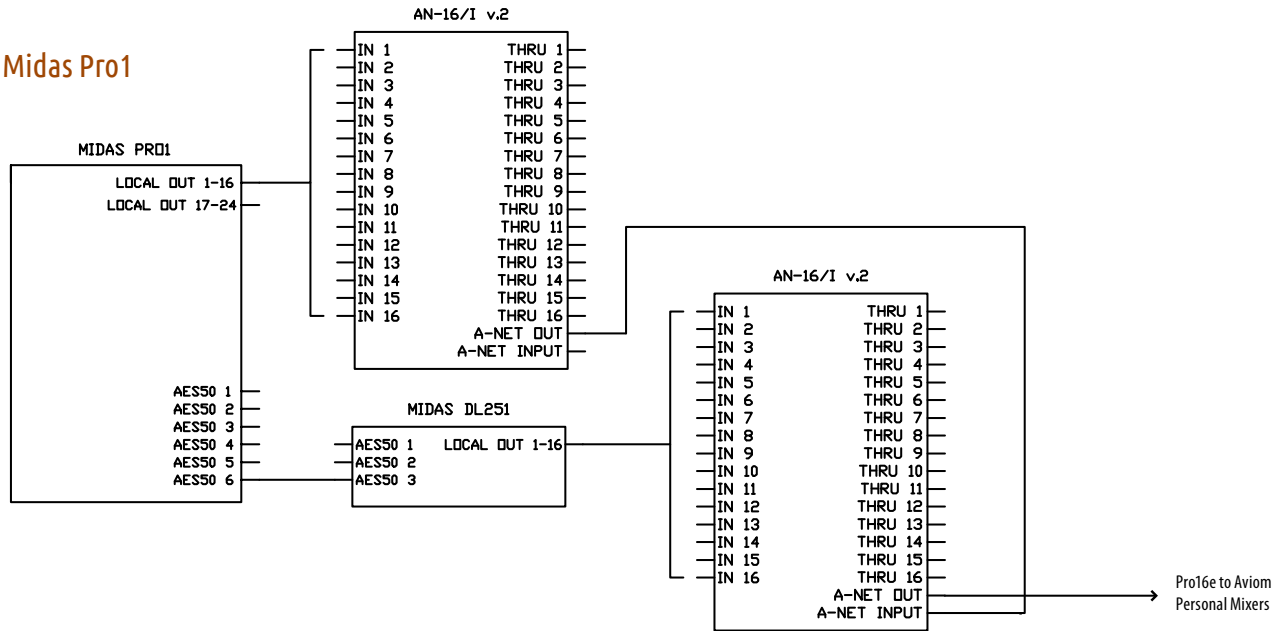 Midas Pro1
AN-16/I v.2
IN 1
IN 2
IN 3
IN 4
IN 5
IN 6
IN 7
IN 8
IN 9
IN 10
IN 11
IN 12
IN 13
IN 14
IN 15
IN 16
THRU 1
THRU 2
THRU 3
THRU 4
THRU 5
THRU 6
THRU 7
THRU 8
THRU 9
THRU 10
THRU 11
THRU 12
THRU 13
THRU 14
THRU 15
THRU 16
A-NET OUT
A-NET INPUT
MIDAS PRO1
LOCAL OUT 1-16
LOCAL OUT 17-24
AES50 1
AES50 2
AES50 3
AES50 4
AES50 5
AES50 6
MIDAS DL251
AES50 1
AES50 2
AES50 3
LOCAL OUT 1-16
AN-16/I v.2
IN 1
IN 2
IN 3
IN 4
IN 5
IN 6
IN 7
IN 8
IN 9
IN 10
IN 11
IN 12
IN 13
IN 14
IN 15
IN 16
THRU 1
THRU 2
THRU 3
THRU 4
THRU 5
THRU 6
THRU 7
THRU 8
THRU 9
THRU 10
THRU 11
THRU 12
THRU 13
THRU 14
THRU 15
THRU 16
A-NET OUT
A-NET INPUT
Pro16e to Aviom
Personal Mixers